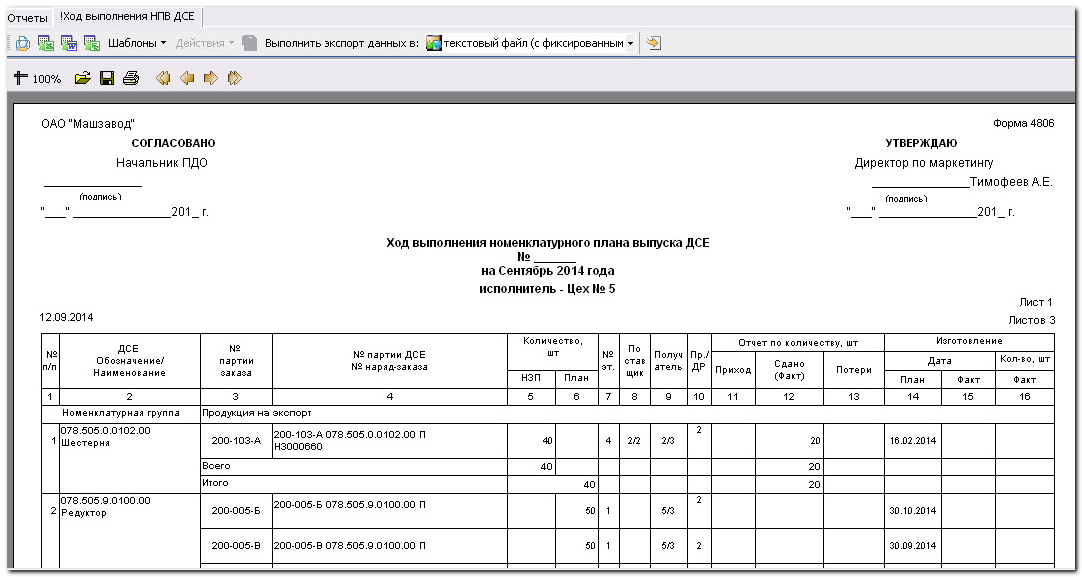 Отчеты !Ход выполнения НПВ ДСЕ
Шаблоны Действия Выполнить экспорт данных в: текстовый файл (с фиксированным
100%
ОАО "Машзавод" Форма 4806
СОГЛАСОВАНО УТВЕРЖДАЮ
Начальник ПДО Директор по маркетингу
______________ ______________Тимофеев А.Е.
(подпись) (подпись)
"___" ______________201_ г. "___" ______________201_ г.
Ход выполнения номенклатурного плана выпуска ДСЕ
№ ______
на Сентябрь 2014 года
исполнитель - Цех № 5
Лист 1
12.09.2014 Листов 3
№ п/п ДСЕ Обозначение/ Наименование № партии заказа № партии ДСЕ №№ наряд-заказа Количество, шт НЗП План № эт. По став щик Получ атель Пр./ ДР Отчет по количеству, шт Приход Сдано (Факт) Потери Изготовление Дата План Факт Кол-во, шт Факт
1 2 3 4 5 6 7 8 9 10 11 12 13 14 15 16
Номенклатурная группа Продукция на экспорт
1 078.505.0.0102.00 Шестерня 200-103-А 200-103-А 078.505.0.0102.00 П Н3000660 40 4 2/2 2/3 2 20 16.02.2014
Всего 40 20
Итого 40 20
2 078.505.9.0100.00 Редуктор 200-005-Б 200-005-Б 078.505.9.0100.00 П 50 1 5/3 2 30.10.2014
200-005-В 200-005-В 078.505.9.0100.00 П 50 1 5/3 2 30.09.2014